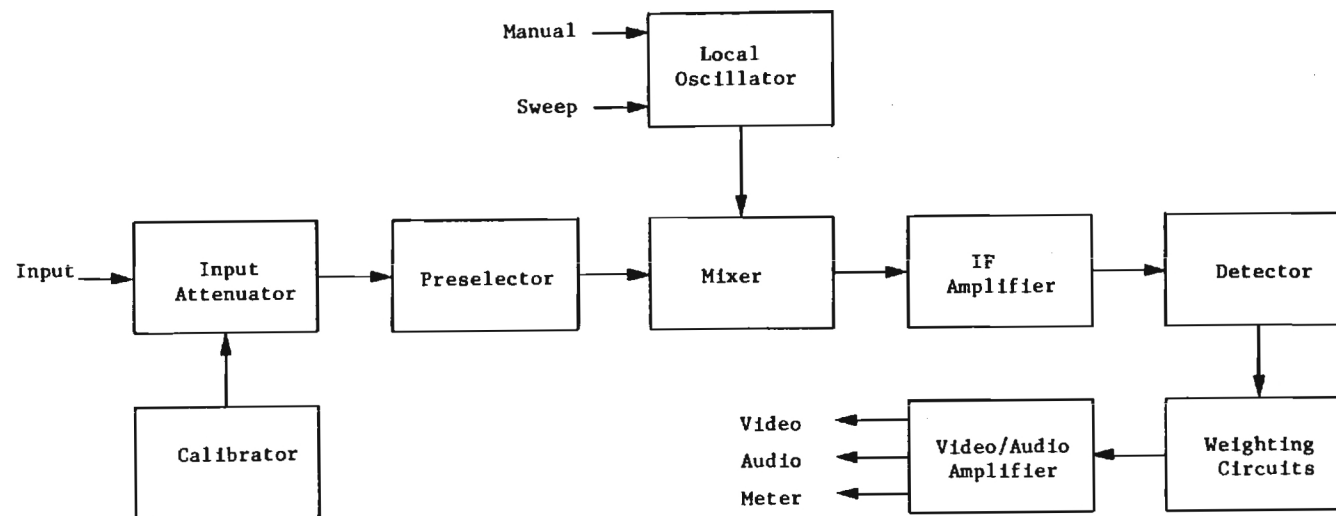 Manual
Local
Oscillator
Sweep
Input
Input
Attenuator
Preselector
Mixer
IF
Amplifier
Detector
Calibrator
Video
Audio
Meter
Video/Audio
Amplifier
Weighting
Circuits